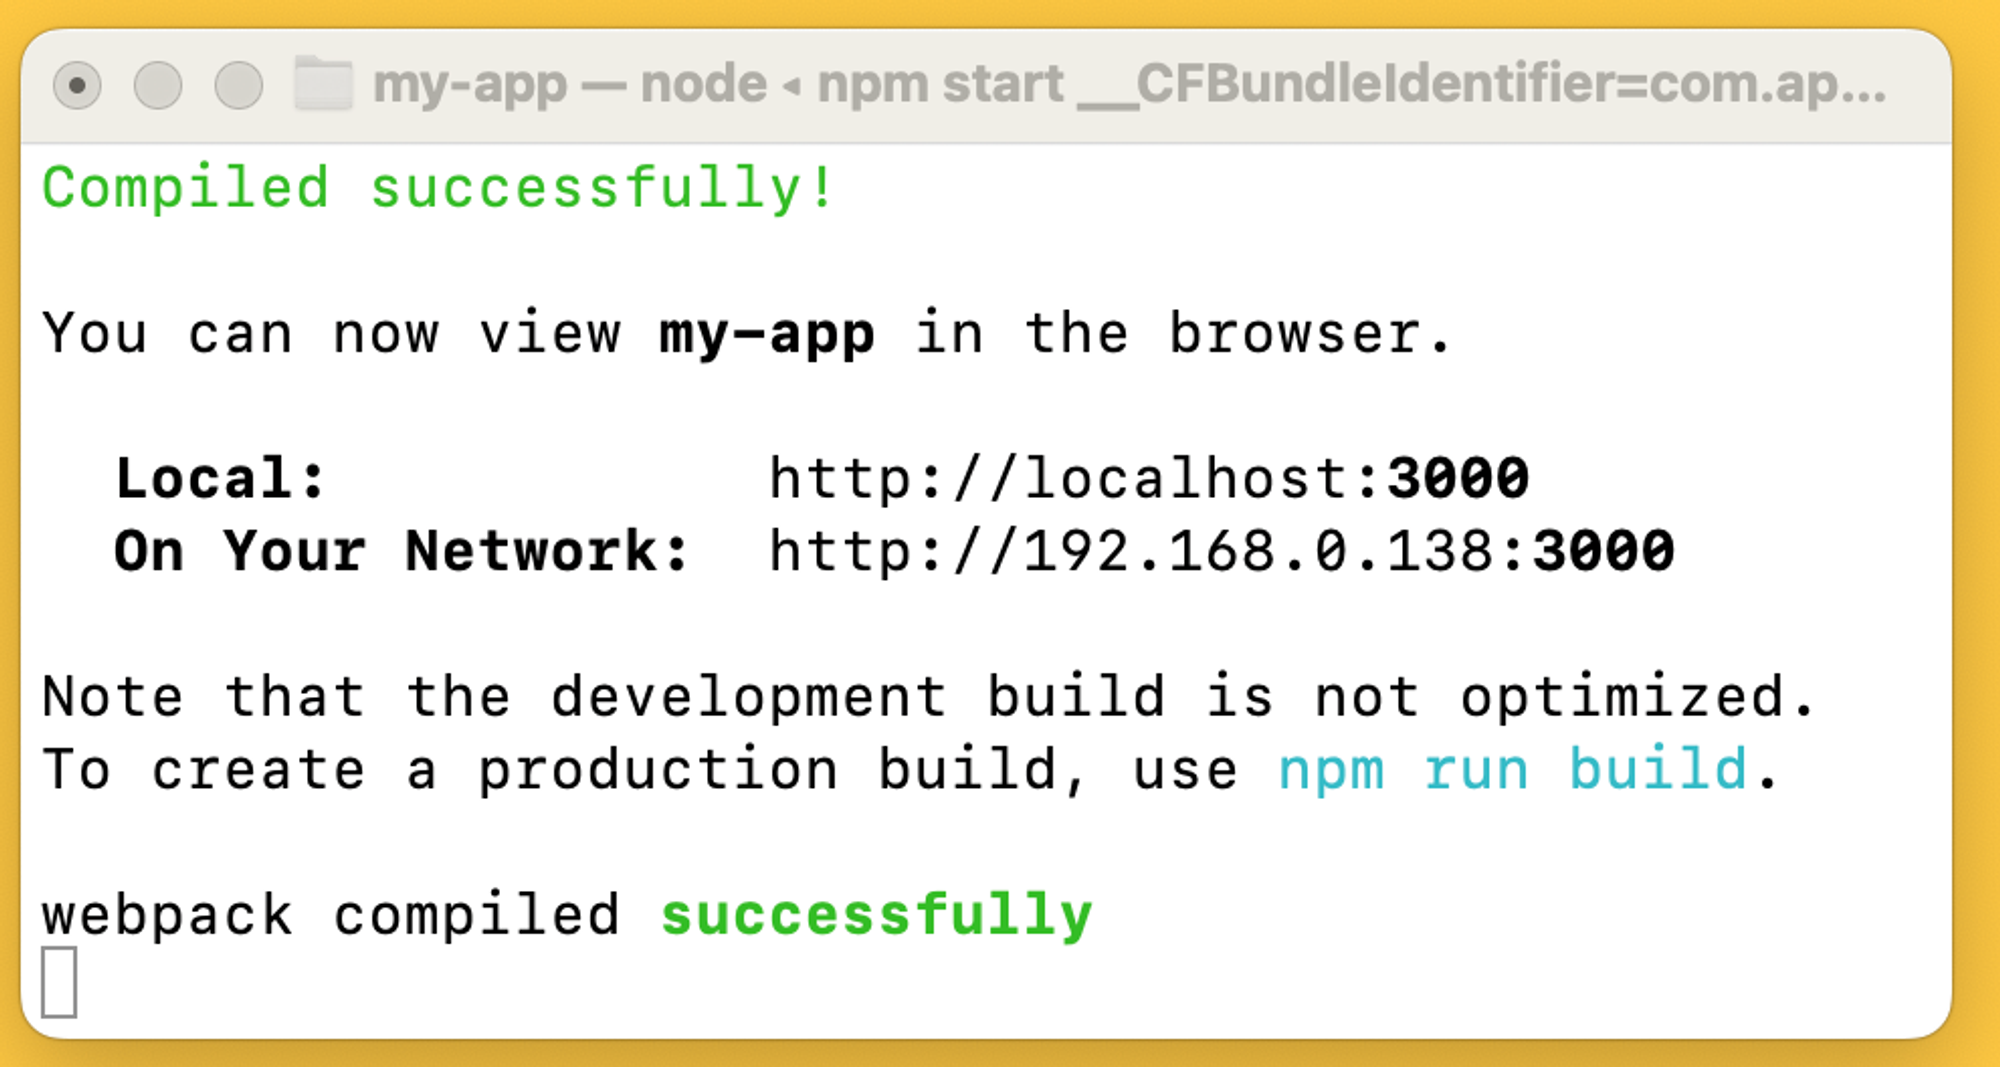 my-app — node ◂ npm start __CFBundleIdentifier=com.ap...
Compiled successfully!
You can now view my-app in the browser.
Local: http://localhost:3000
On Your Network: http://192.168.0.138:3000
Note that the development build is not optimized.
To create a production build, use npm run build.
webpack compiled successfully